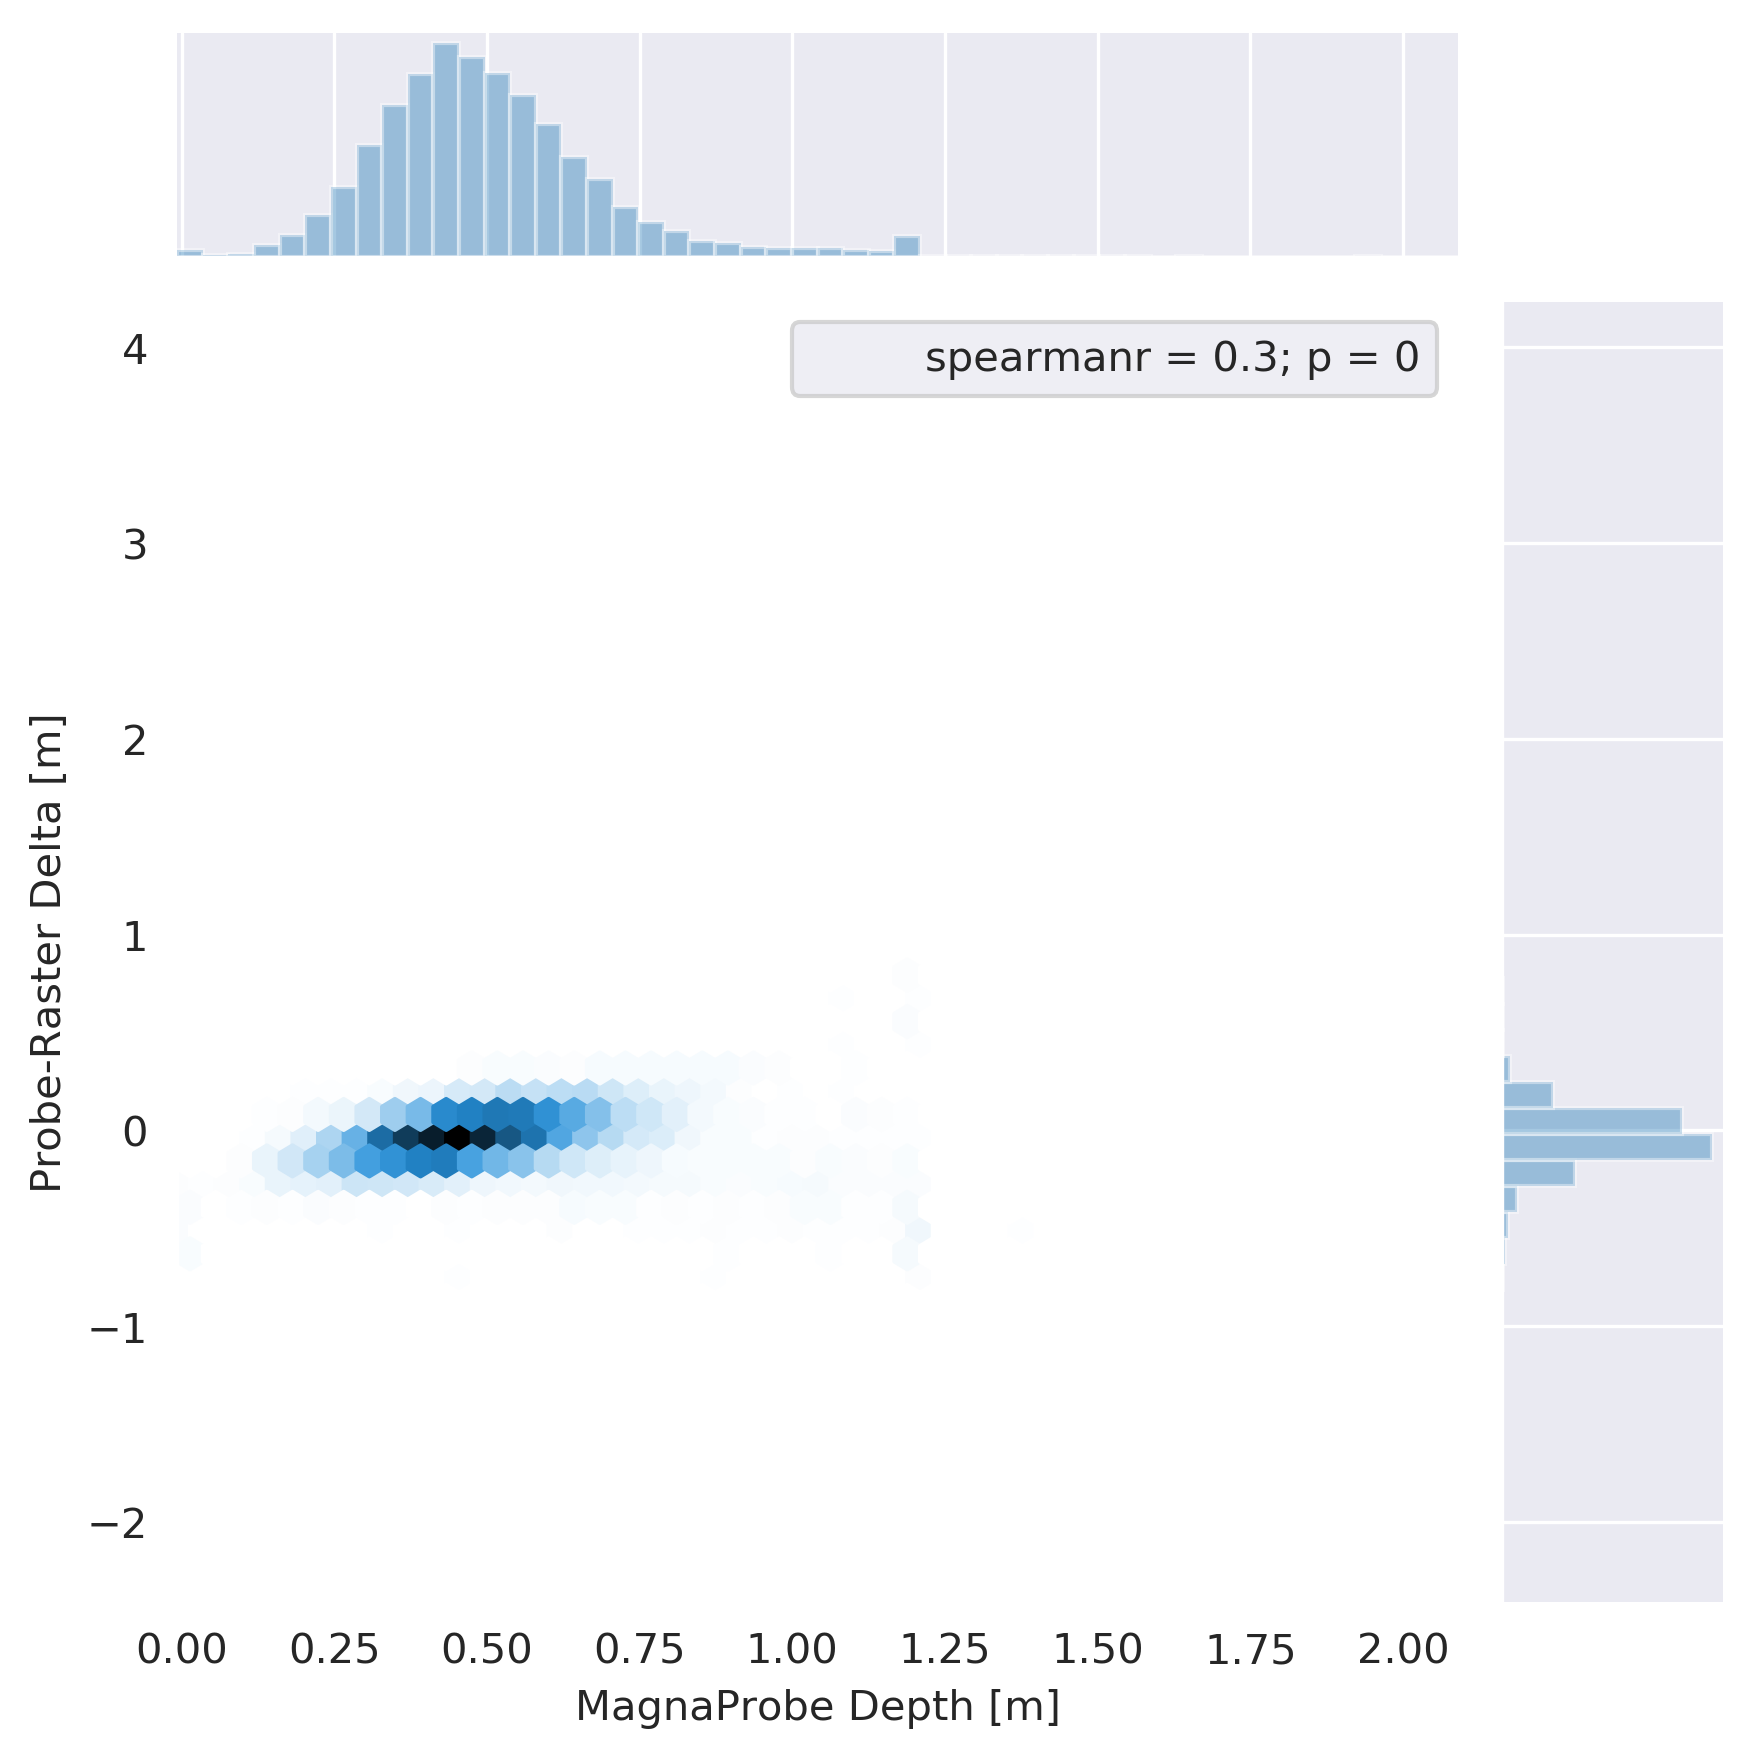 spearmanr = 0.3; p = 0
4
3
2
1
0
−1
−2
Probe-Raster Delta [m]
0.00 0.25 0.50 0.75 1.00 1.25 1.50 1.75 2.00
MagnaProbe Depth [m]